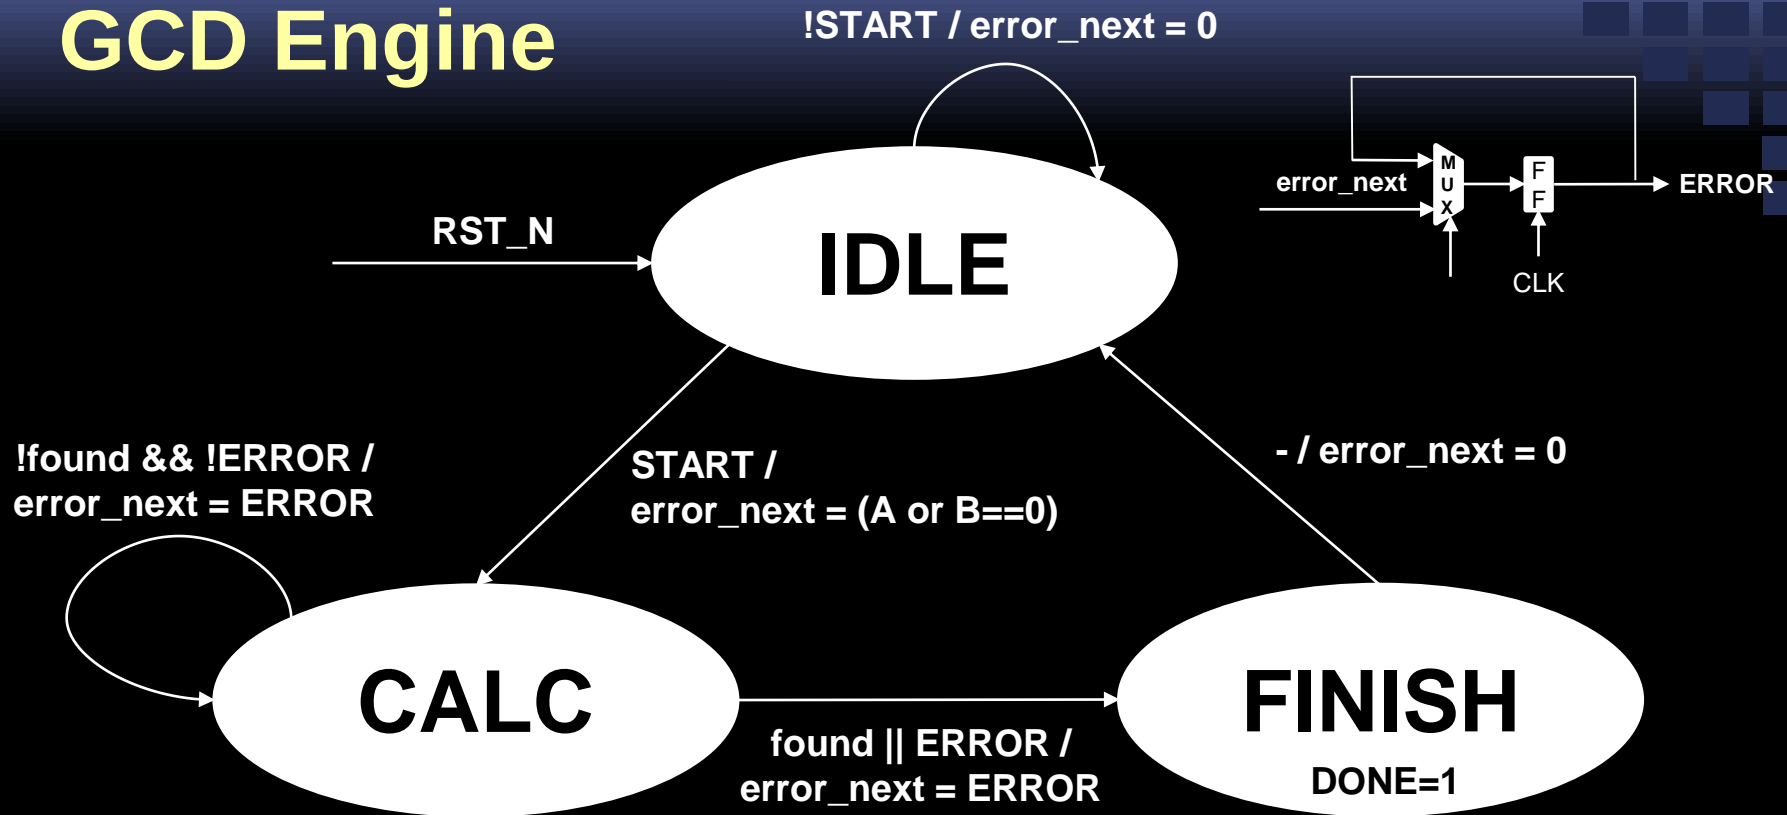 GCD Engine
!START / error_next = 0
error_next
M
U
X
F
F
ERROR
CLK
RST_N
IDLE
!found && !ERROR /
error_next = ERROR
START /
error_next = (A or B==0)
- / error_next = 0
CALC
found || ERROR /
error_next = ERROR
FINISH
DONE=1